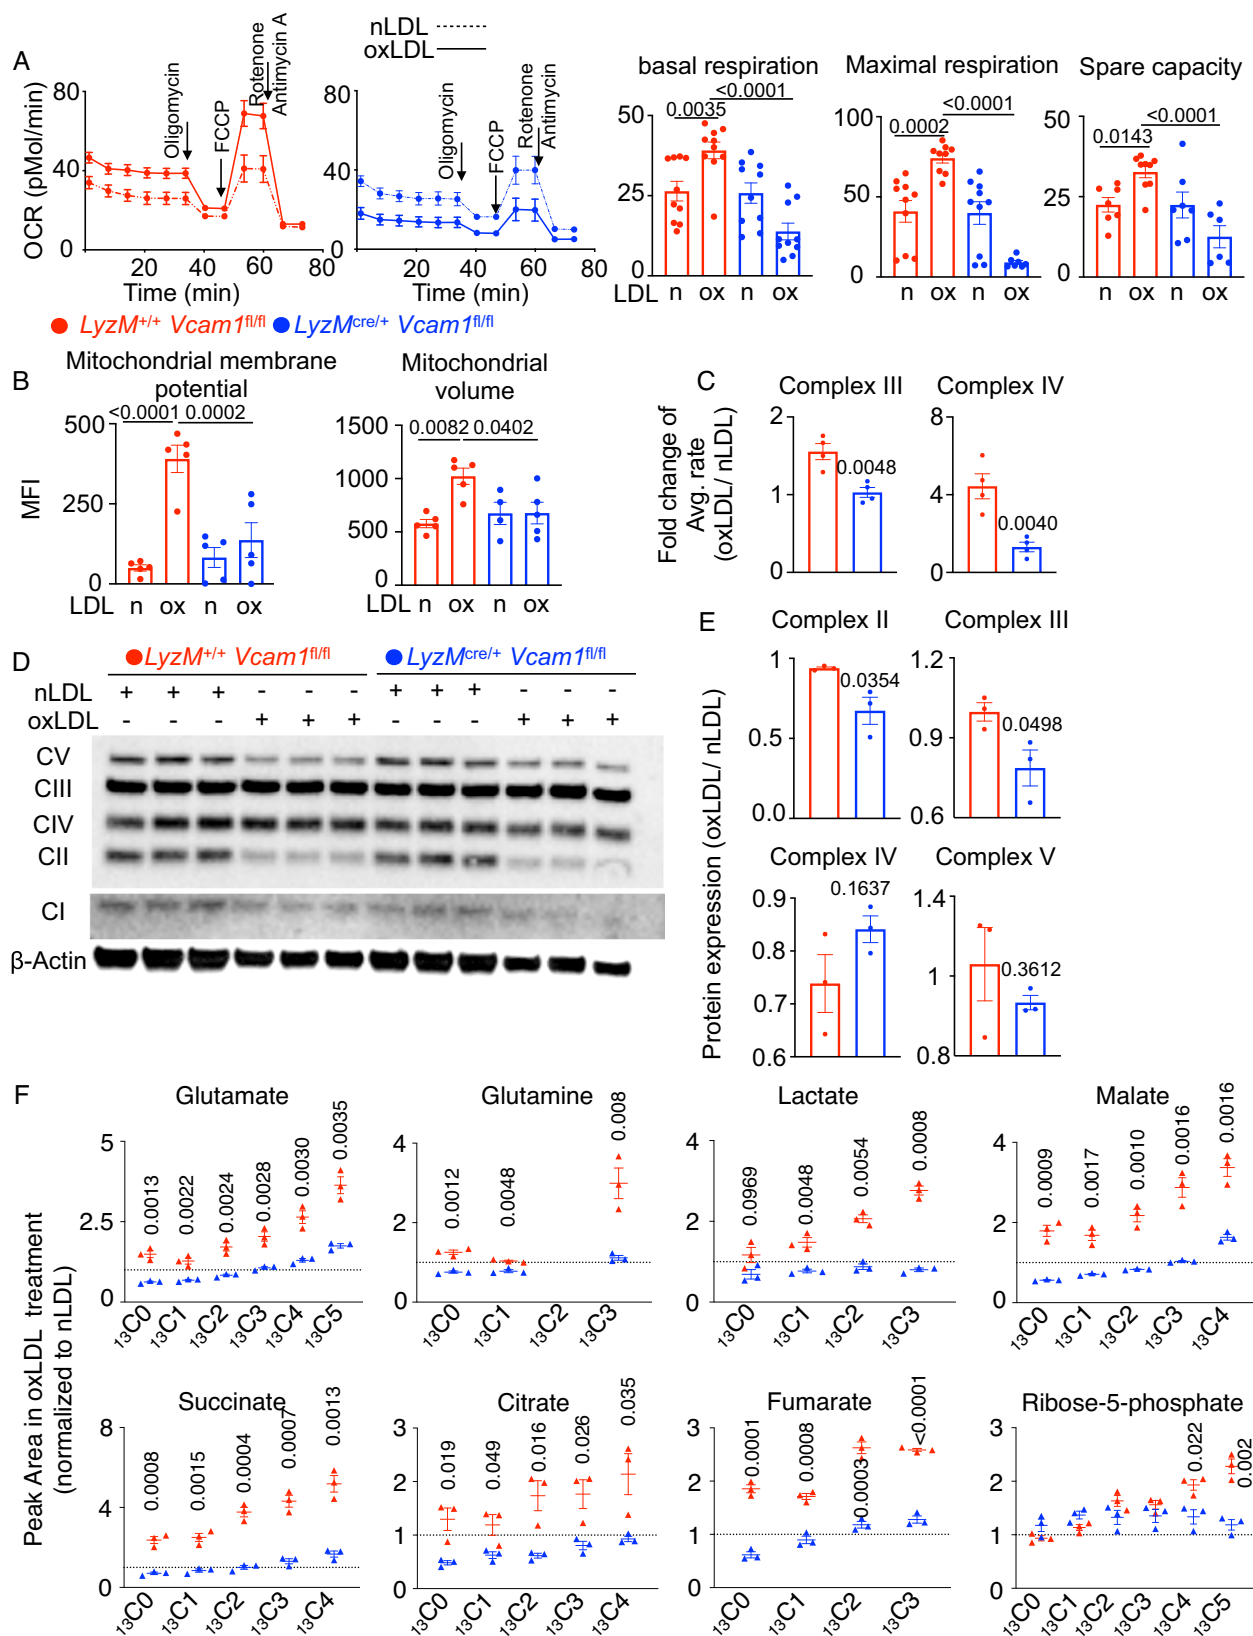 nLDL
oxLDL
A
OCR (pMol/min)
80
40
0
Oligomycin
FCCP
Rotenone
Antimycin A
20 40 60 80
Time (min)
80
40
0
Oligomycin
FCCP
Rotenone
Antimycin
20 40 60 80
Time (min)
basal respiration
<0.0001
0.0035
50
25
0
LDL n ox n ox
Maximal respiration
<0.0001
0.0002
100
50
0
n ox n ox
Spare capacity
<0.0001
0.0143
50
25
0
n ox n ox
LyzM+/+ Vcam1fl/fl LyzMcre/+ Vcam1fl/fl
B
Mitochondrial membrane
potential
<0.0001 0.0002
MFI
500
250
0
LDL n ox n ox
Mitochondrial
volume
0.0082 0.0402
1500
1000
500
0
LDL n ox n ox
C
Fold change of
Avg. rate
(oxLDL/ nLDL)
Complex III
2
1
0
0.0048
Complex IV
8
4
0
0.0040
D
LyzM+/+ Vcam1fl/fl LyzMcre/+ Vcam1fl/fl
nLDL + + + - - - + + + - - -
oxLDL - - - + + + - - - + + +
CV
CIII
CIV
CII
CI
β-Actin
E
Protein expression (oxLDL/ nLDL)
Complex II
1
0.5
0.0
0.0354
Complex III
1.2
0.9
0.6
0.0498
Complex IV
0.9
0.8
0.7
0.6
0.1637
Complex V
1.4
1
0.8
0.3612
F
Peak Area in oxLDL treatment
(normalized to nLDL)
Glutamate
5
2.5
0
0.0013 0.0022 0.0024 0.0028 0.0030 0.0035
13C0 13C1 13C2 13C3 13C4 13C5
Glutamine
4
2
0
0.0012 0.0048 0.008
13C0 13C1 13C2 13C3
Lactate
4
2
0
0.0969 0.0048 0.0054 0.0008
13C0 13C1 13C2 13C3
Malate
4
2
0
0.0009 0.0017 0.0010 0.0016 0.0016
13C0 13C1 13C2 13C3 13C4
Succinate
8
4
0
0.0008 0.0015 0.0004 0.0007 0.0013
13C0 13C1 13C2 13C3 13C4
Citrate
3
2
1
0
0.019 0.049 0.016 0.026 0.035
13C0 13C1 13C2 13C3 13C4
Fumarate
3
2
1
0
0.0001 0.0008 0.0003 <0.0001
13C0 13C1 13C2 13C3
Ribose-5-phosphate
3
2
1
0
0.022 0.002
13C0 13C1 13C2 13C3 13C4 13C5